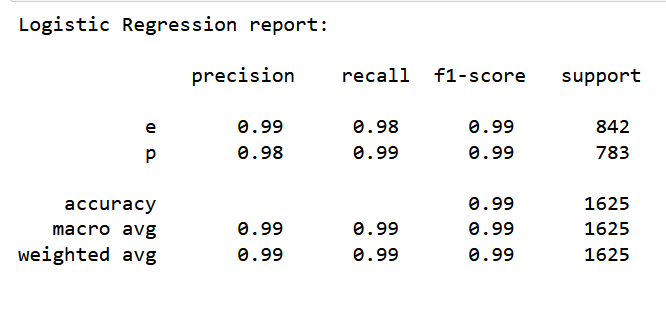 Logistic Regression report:
precision recall f1-score support
e 0.99 0.98 0.99 842
p 0.98 0.99 0.99 783
accuracy 0.99 1625
macro avg 0.99 0.99 0.99 1625
weighted avg 0.99 0.99 0.99 1625